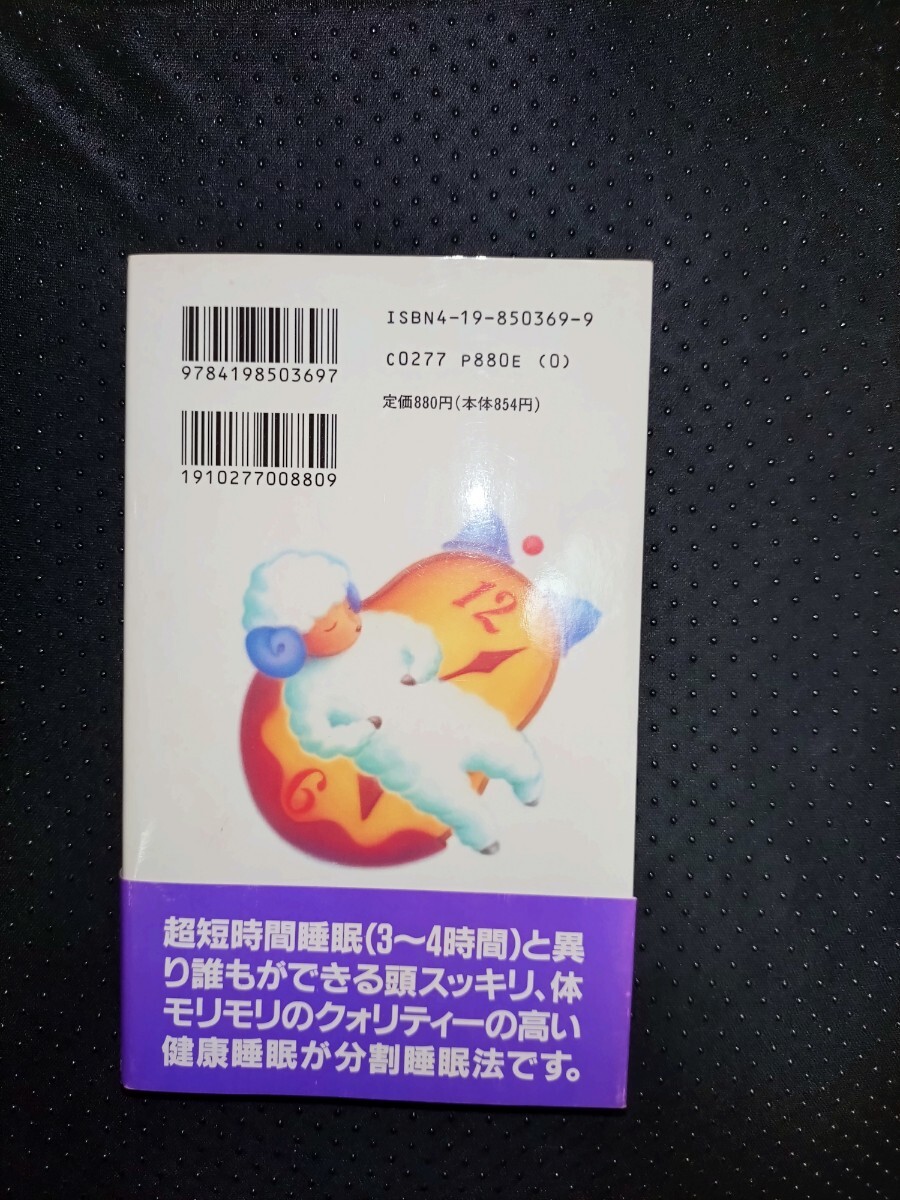 ISBN4-19-850369-9
9784198503697
C0277 P880E (0)
定価880円(本体854円)
1910277008809
12
6
超短時間睡眠(3～4時間)と異
り誰もができる頭スッキリ、体
モリモリのクォリティーの高い
健康睡眠が分割睡眠法です。